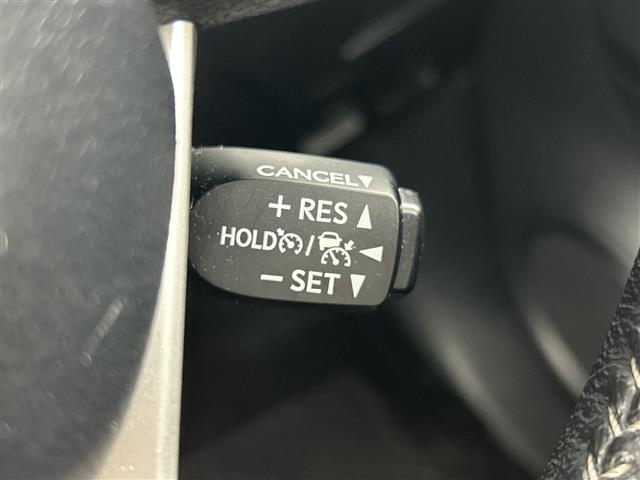 CANCEL▼
+ RES ▲
HOLD / ◀
− SET ▼